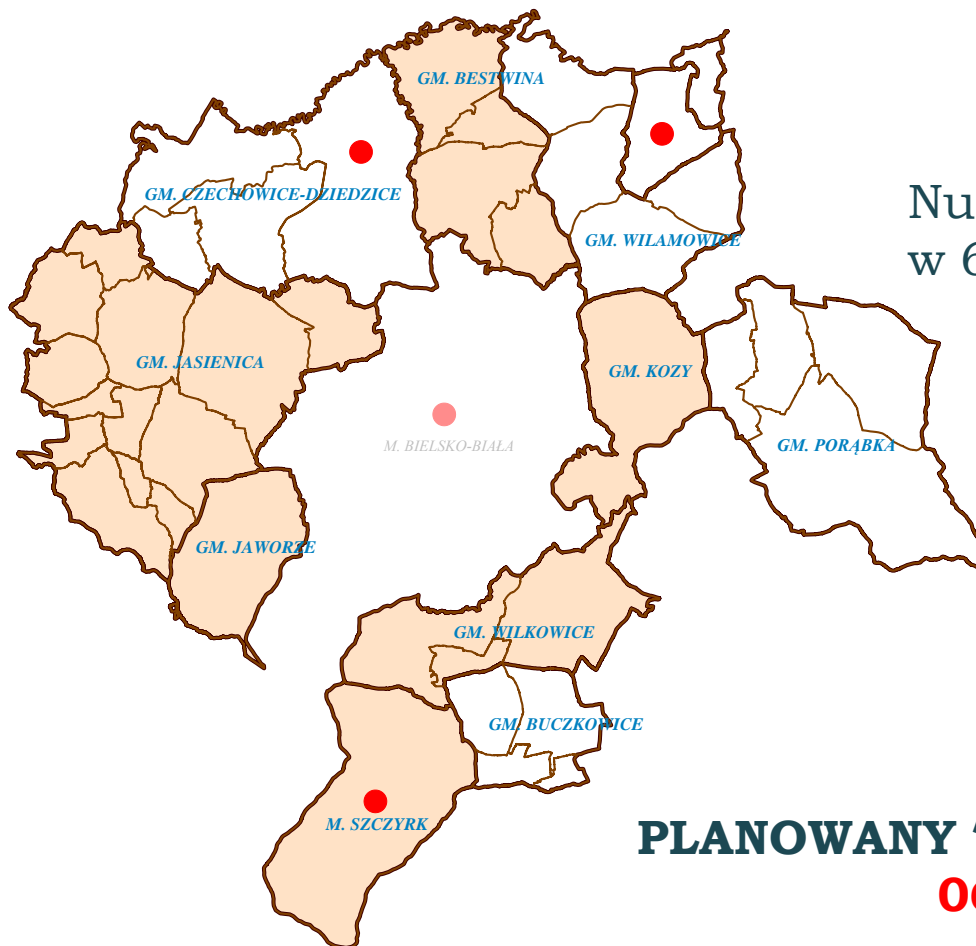 GM. BESTWINA
GM. CZECHOWICE-DZIEDZICE
GM. WILAMOWICE
w 6
GM. JASIENICA
GM. KOZY
M. BIELSKO-BIAŁA
GM. PORĄBKA
GM. JAWORZE
GM. WILKOWICE
GM. BUCZKOWICE
M. SZCZYRK
PLANOWANY